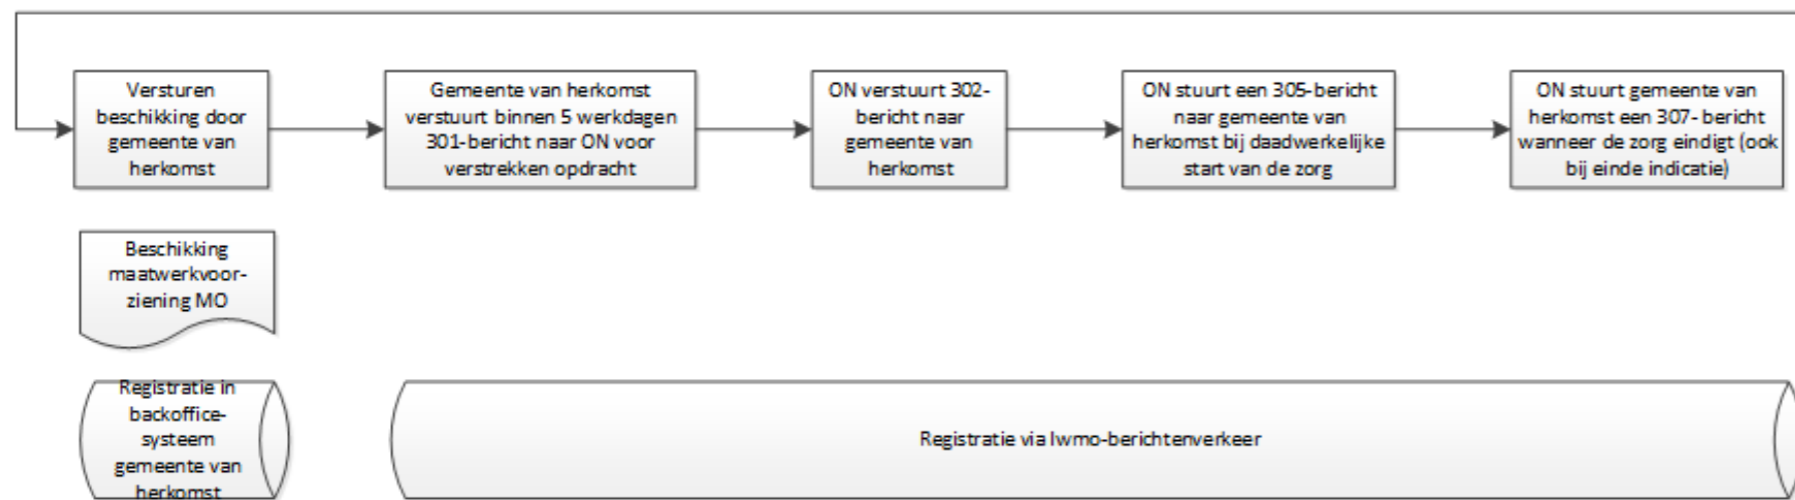 Versturen
beschikking door
gemeente van
herkomst
Gemeente van herkomst
verstuurt binnen 5 werkdagen
301-bericht naar ON voor
verstrekken opdracht
ON verstuurt 302-
bericht naar
gemeente van
herkomst
ON stuurt een 305-bericht
naar gemeente van
herkomst bij daadwerkelijke
start van de zorg
ON stuurt gemeente van
herkomst een 307- bericht
wanneer de zorg eindigt (ook
bij einde indicatie)
Beschikking
maatwerkvoor-
ziening MO
Registratie in
backoffice-
systeem
gemeente van
herkomst
Registratie via Iwmo-berichtenverkeer